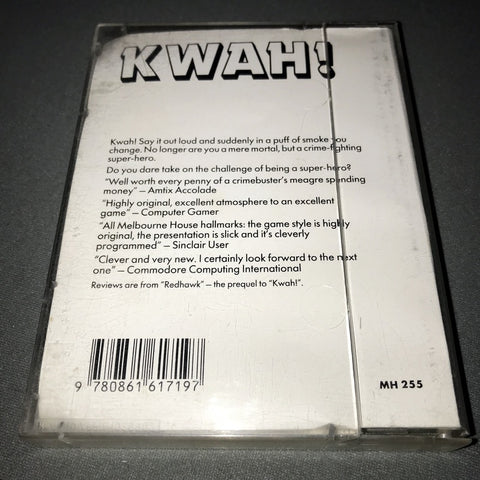 KWAH!
Kwah! Say it out loud and suddenly in a puff of smoke you
change. No longer are you a mere mortal, but a crime-fighting
super-hero.
Do you dare take on the challenge of being a super-hero?
"Well worth every penny of a crimebuster's meagre spending
money" — Amtix Accolade
"Highly original, excellent atmosphere to an excellent
game" — Computer Gamer
"All Melbourne House hallmarks: the game style is highly
original, the presentation is slick and it's cleverly
programmed" — Sinclair User
"Clever and very new. I certainly look forward to the next
one" — Commodore Computing International
Reviews are from "Redhawk" — the prequel to "Kwah!".
9 780861 617197
MH 255